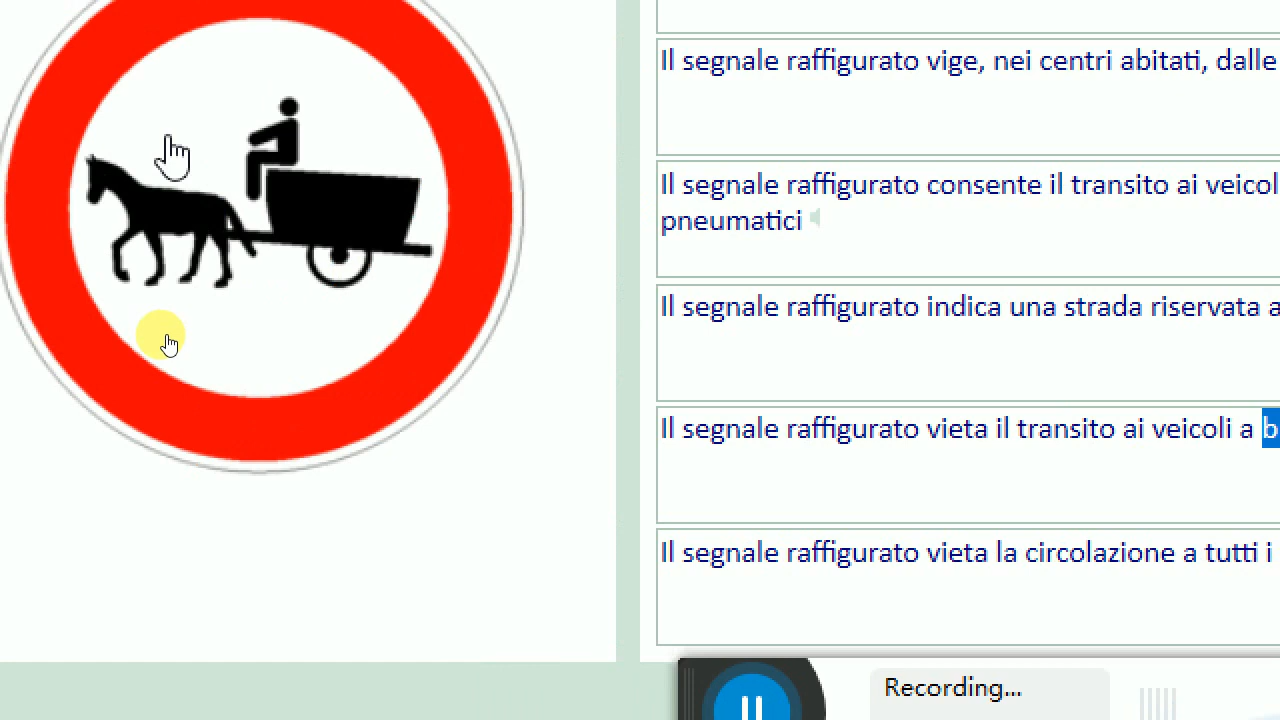 Il segnale raffigurato vige, nei centri abitati, dalle
Il segnale raffigurato consente il transito ai veicol
pneumatici
Il segnale raffigurato indica una strada riservata a
Il segnale raffigurato vieta il transito ai veicoli a b
Il segnale raffigurato vieta la circolazione a tutti i
Recording...